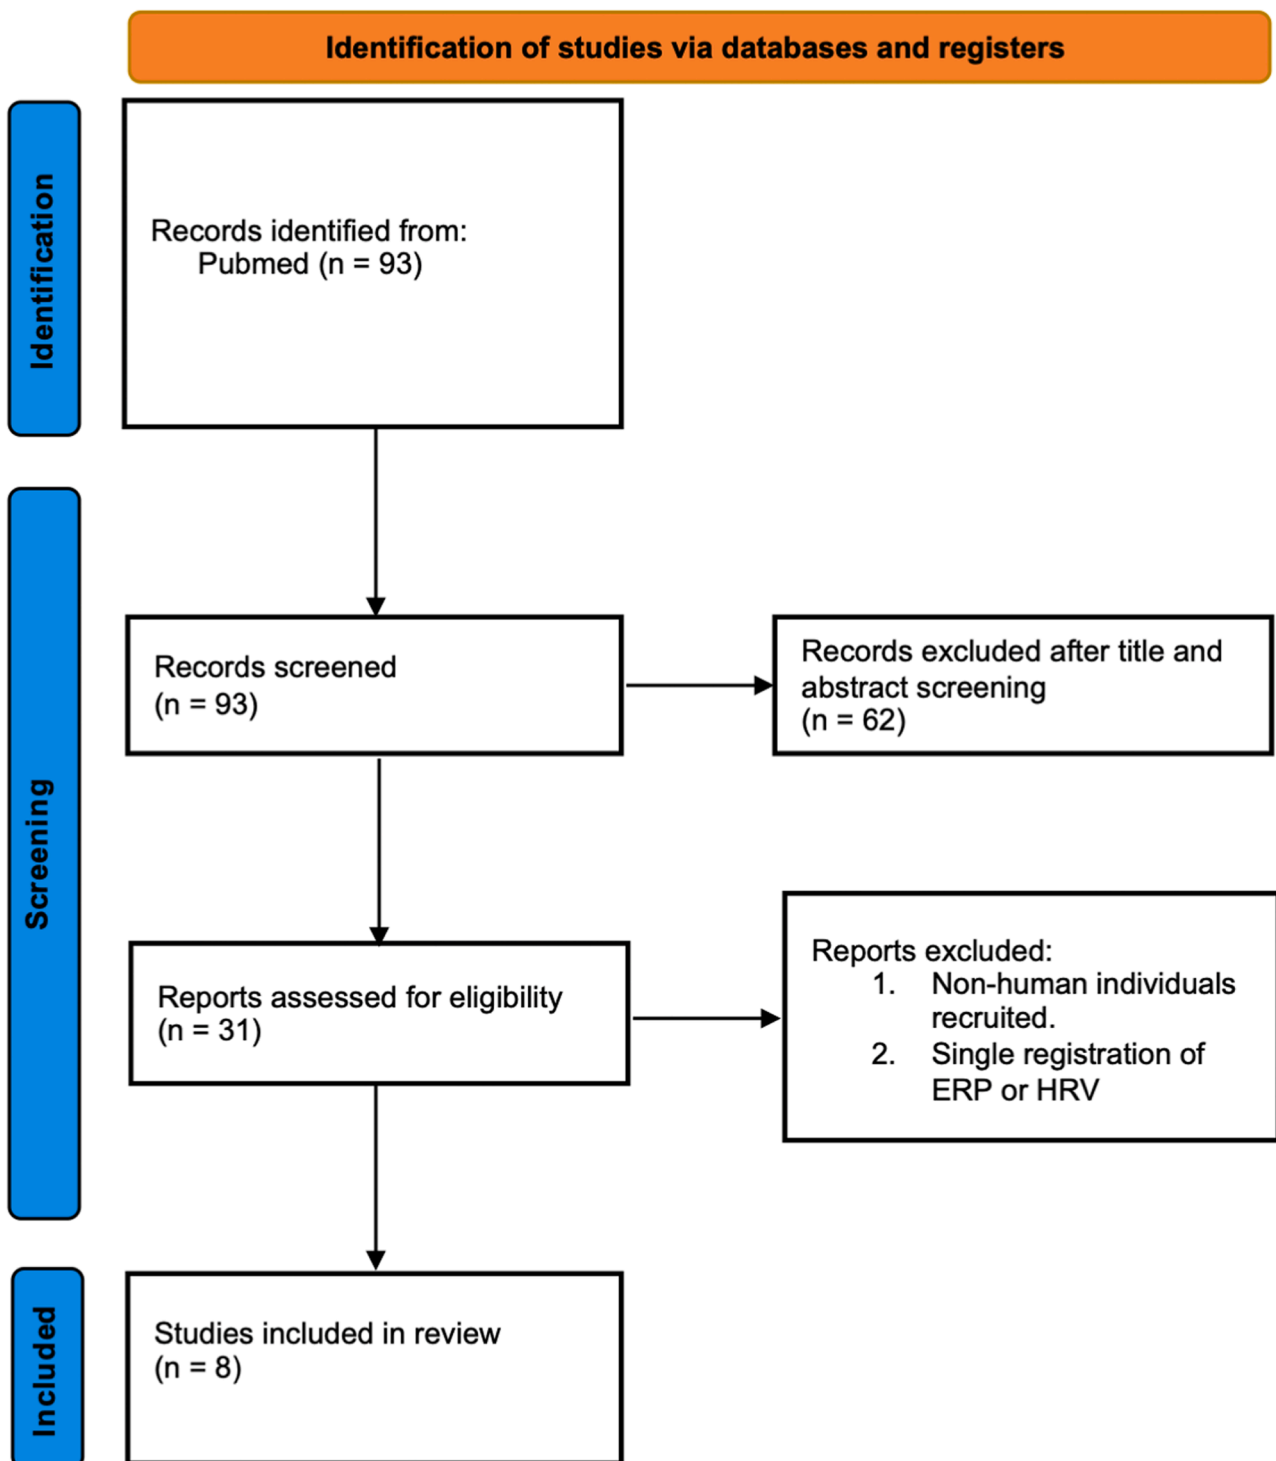 Identification of studies via databases and registers
Identification
Records identified from:
Pubmed (n = 93)
Screening
Records screened
(n = 93)
Records excluded after title and
abstract screening
(n = 62)
Reports assessed for eligibility
(n = 31)
Reports excluded:
1. Non-human individuals
recruited.
2. Single registration of
ERP or HRV
Included
Studies included in review
(n = 8)